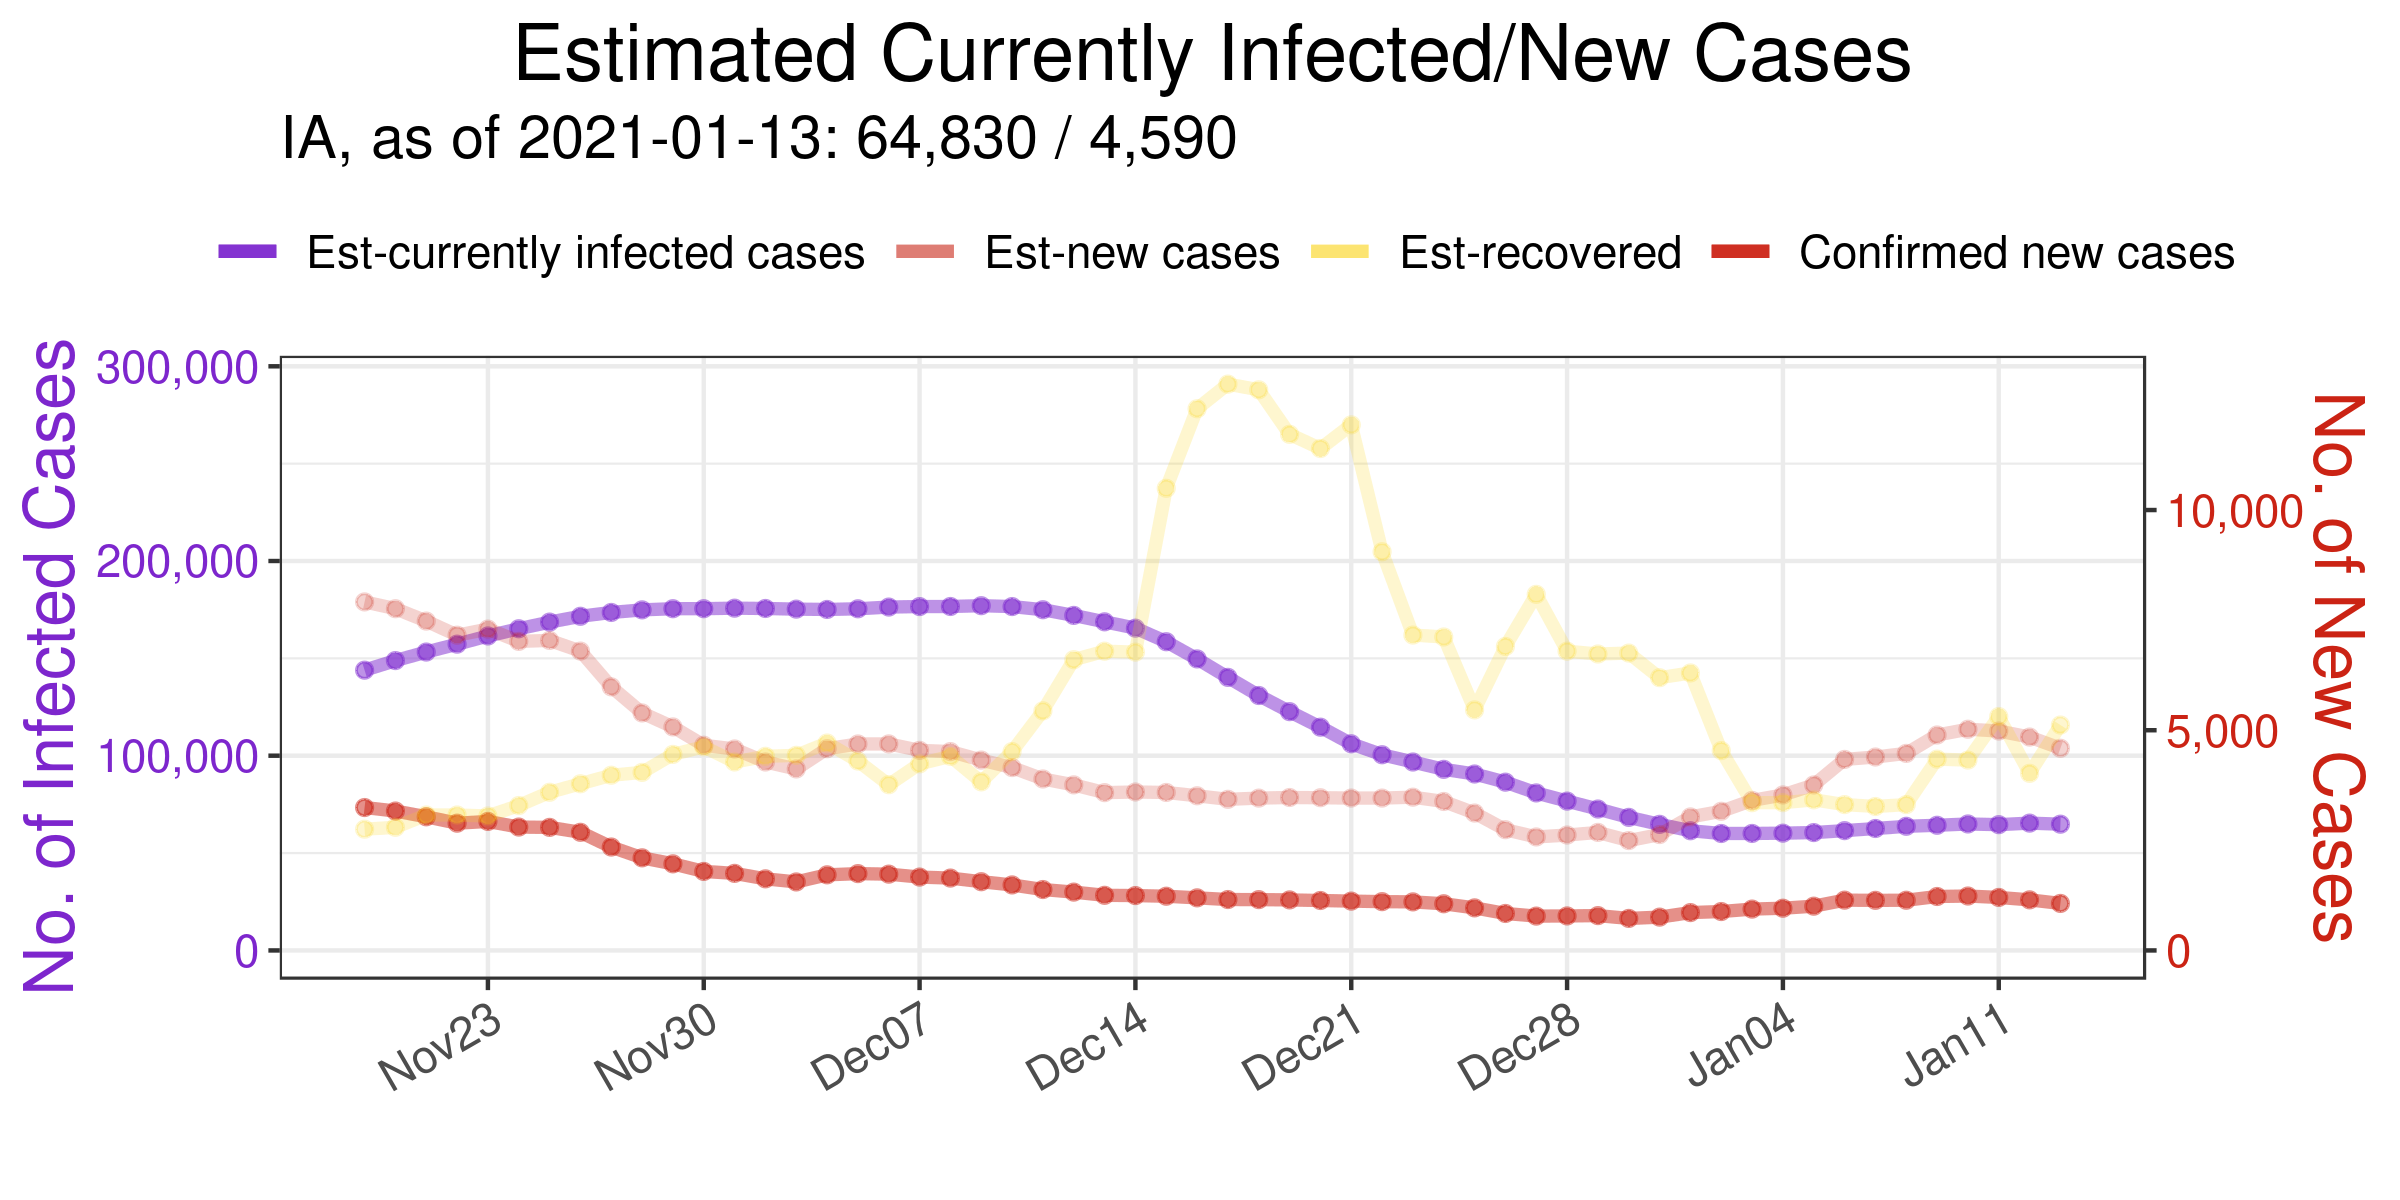 Estimated Currently Infected/New Cases
IA, as of 2021-01-13: 64,830 / 4,590
Est-currently infected cases Est-new cases Est-recovered Confirmed new cases
No. of Infected Cases
300,000
200,000
100,000
0
10,000
5,000
0
No. of New Cases
Nov23 Nov30 Dec07 Dec14 Dec21 Dec28 Jan04 Jan11